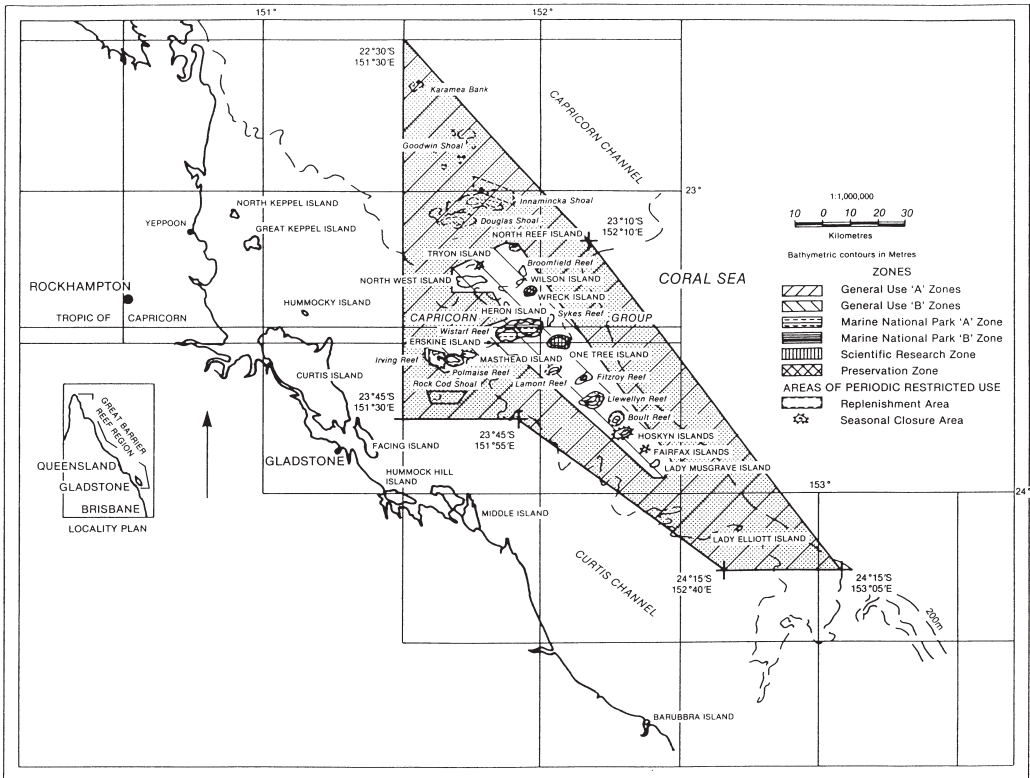 151°
152°
22°30'S
151°30'E
Karamea Bank
CAPRICORN CHANNEL
Goodwin Shoal
23°
Innamincka Shoal
Douglas Shoal
23°10'S
152°10'E
NORTH KEPPEL ISLAND
YEPPOON
GREAT KEPPEL ISLAND
NORTH REEF ISLAND
TRYON ISLAND
Broomfield Reef
NORTH WEST ISLAND
WILSON ISLAND
WRECK ISLAND
CORAL SEA
ROCKHAMPTON
HUMMOCKY ISLAND
HERON ISLAND
Sykes Reef
TROPIC OF CAPRICORN
CAPRICORN GROUP
Wistarf Reef
ERSKINE ISLAND
MASTHEAD ISLAND
ONE TREE ISLAND
Irving Reef
Polmaise Reef
CURTIS ISLAND
Rock Cod Shoal
Lamont Reef
Fitzroy Reef
Llewellyn Reef
Boult Reef
23°45'S
151°30'E
23°45'S
151°55'E
HOSKYN ISLANDS
FAIRFAX ISLANDS
LADY MUSGRAVE ISLAND
FACING ISLAND
GLADSTONE
HUMMOCK HILL
ISLAND
MIDDLE ISLAND
153°
24°
LADY ELLIOTT ISLAND
24°15'S
152°40'E
24°15'S
153°05'E
CURTIS CHANNEL
200m
BARUBBRA ISLAND
1:1,000,000
10 0 10 20 30
Kilometres
Bathymetric contours in Metres
ZONES
General Use 'A' Zones
General Use 'B' Zones
Marine National Park 'A' Zone
Marine National Park 'B' Zone
Scientific Research Zone
Preservation Zone
AREAS OF PERIODIC RESTRICTED USE
Replenishment Area
Seasonal Closure Area
GREAT BARRIER
REEF REGION
QUEENSLAND
GLADSTONE
BRISBANE
LOCALITY PLAN